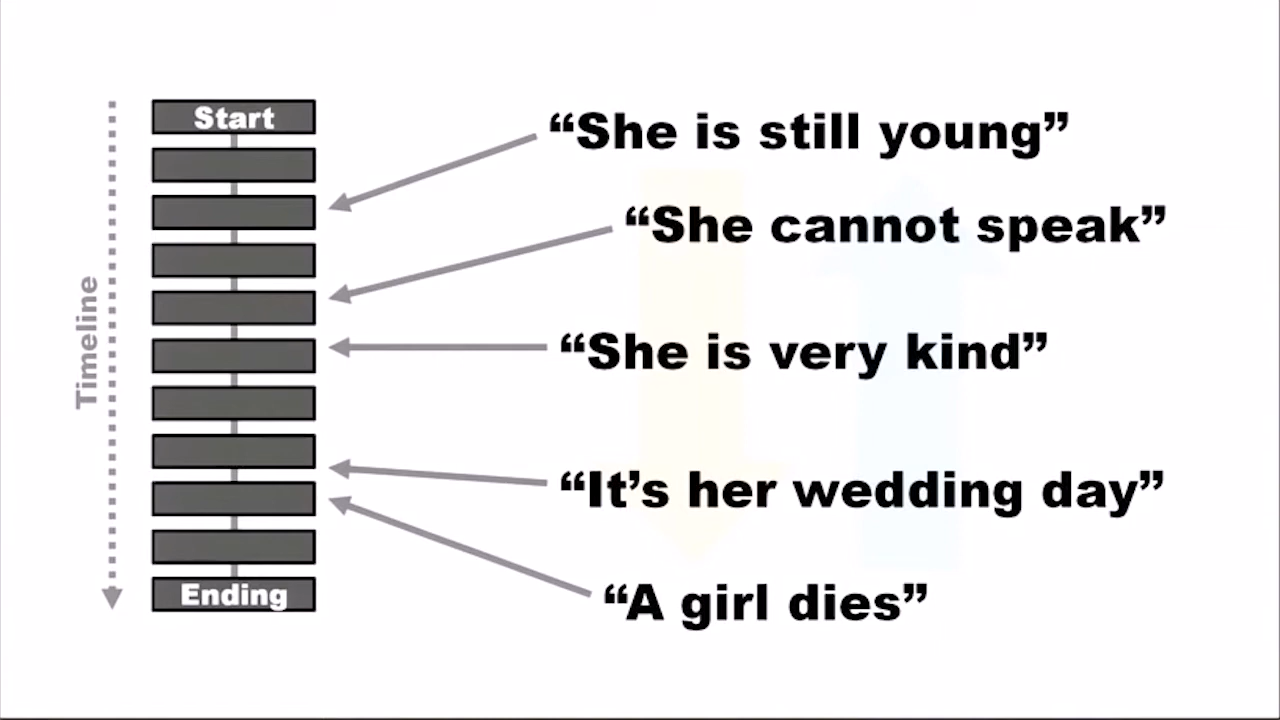 Start
“She is still young”
“She cannot speak”
Timeline
“She is very kind”
“It’s her wedding day”
Ending
“A girl dies”